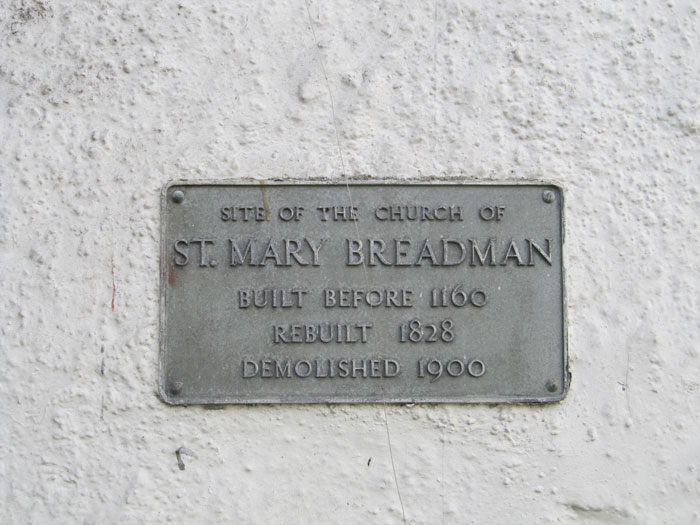 SITE OF THE CHURCH OF
ST. MARY BREADMAN
BUILT BEFORE 1160
REBUILT 1828
DEMOLISHED 1900